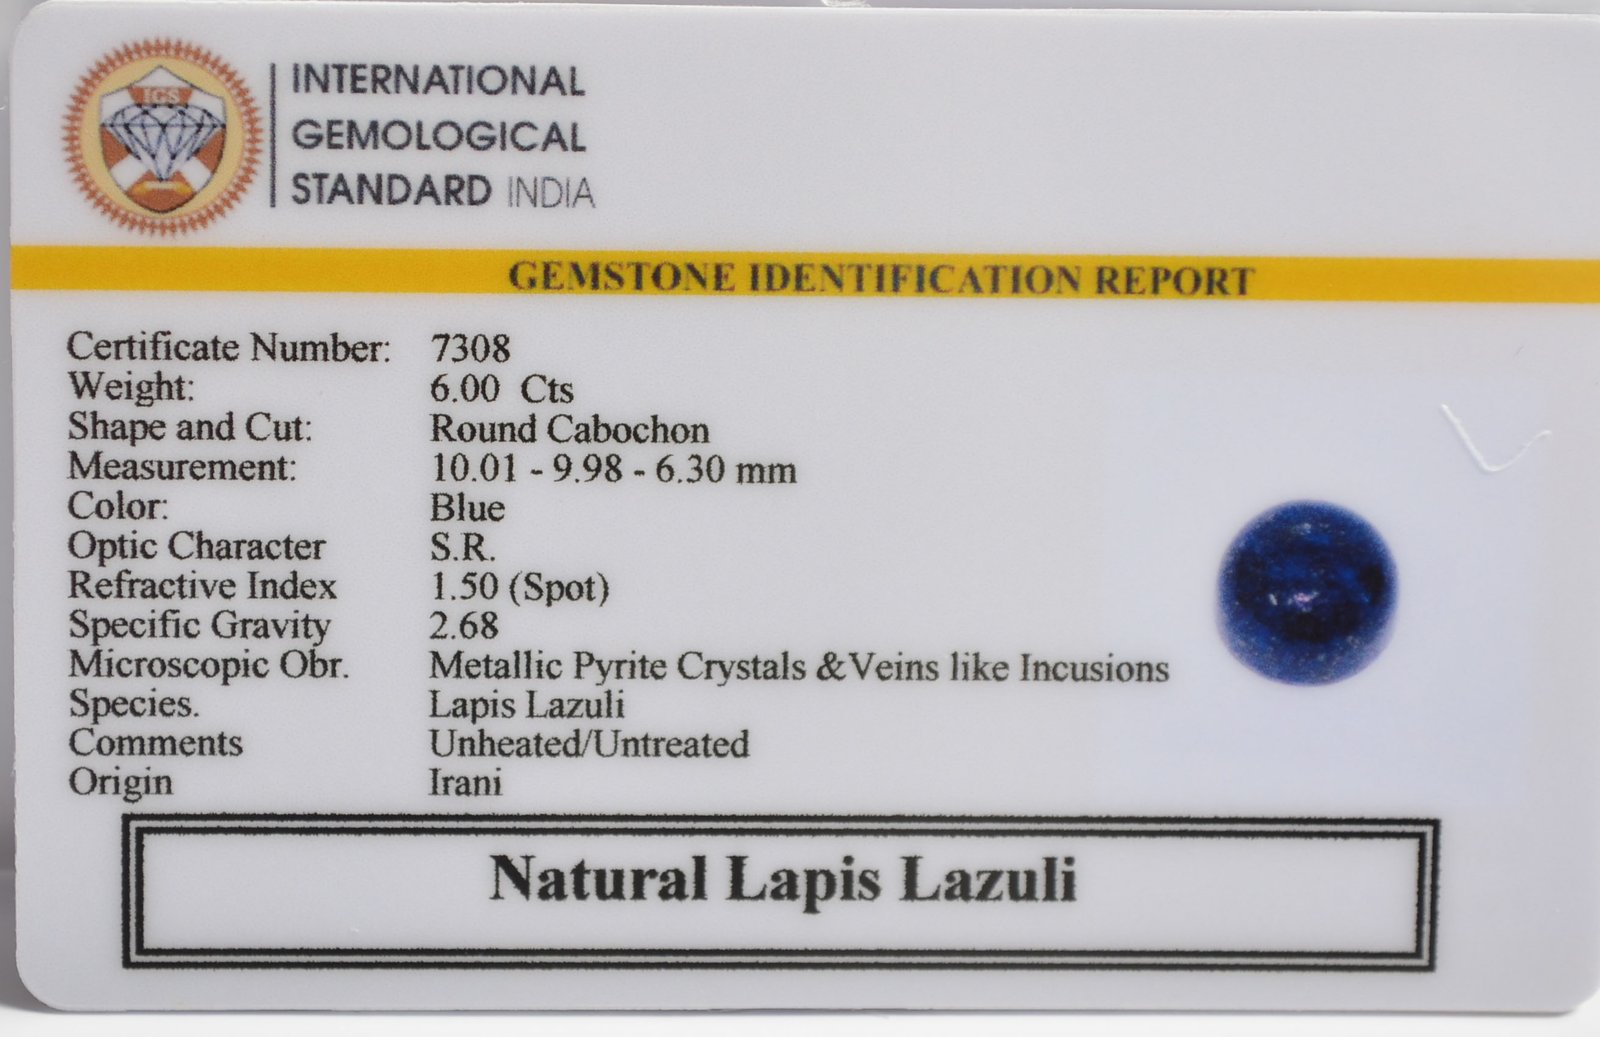 IGS
INTERNATIONAL
GEMOLOGICAL
STANDARD INDIA
GEMSTONE IDENTIFICATION REPORT
Certificate Number: 7308
Weight: 6.00 Cts
Shape and Cut: Round Cabochon
Measurement: 10.01 - 9.98 - 6.30 mm
Color: Blue
Optic Character S.R.
Refractive Index 1.50 (Spot)
Specific Gravity 2.68
Microscopic Obr. Metallic Pyrite Crystals &Veins like Incusions
Species. Lapis Lazuli
Comments Unheated/Untreated
Origin Irani
Natural Lapis Lazuli